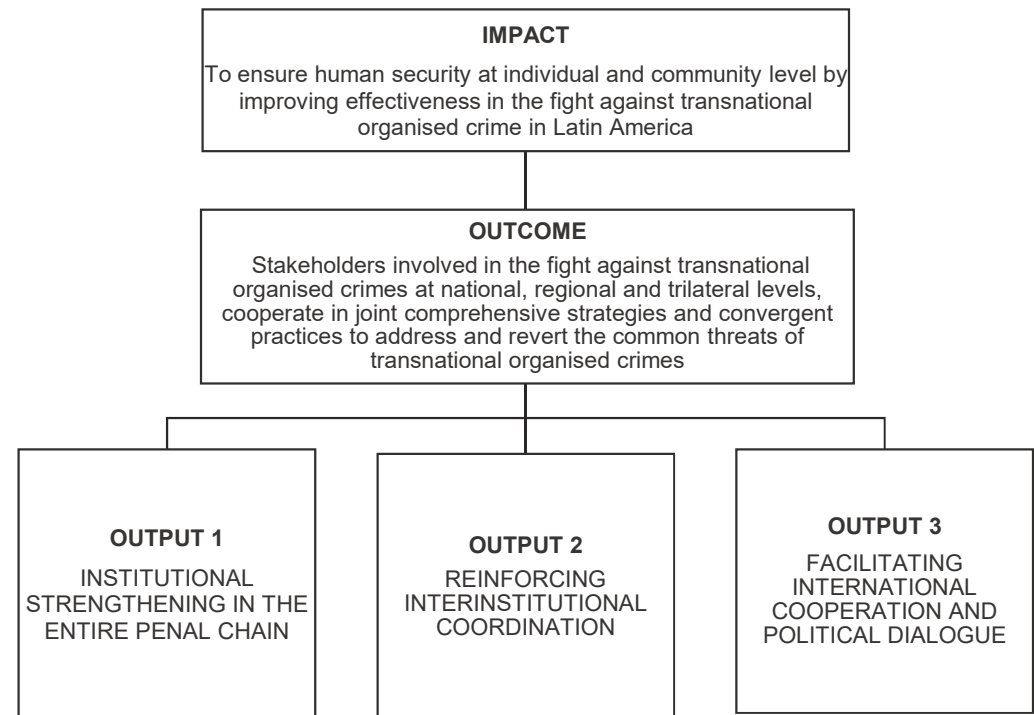 IMPACT
To ensure human security at individual and community level by
improving effectiveness in the fight against transnational
organised crime in Latin America
OUTCOME
Stakeholders involved in the fight against transnational
organised crimes at national, regional and trilateral levels,
cooperate in joint comprehensive strategies and convergent
practices to address and revert the common threats of
transnational organised crimes
OUTPUT 1
INSTITUTIONAL
STRENGTHENING IN THE
ENTIRE PENAL CHAIN
OUTPUT 2
REINFORCING
INTERINSTITUTIONAL
COORDINATION
OUTPUT 3
FACILITATING
INTERNATIONAL
COOPERATION AND
POLITICAL DIALOGUE